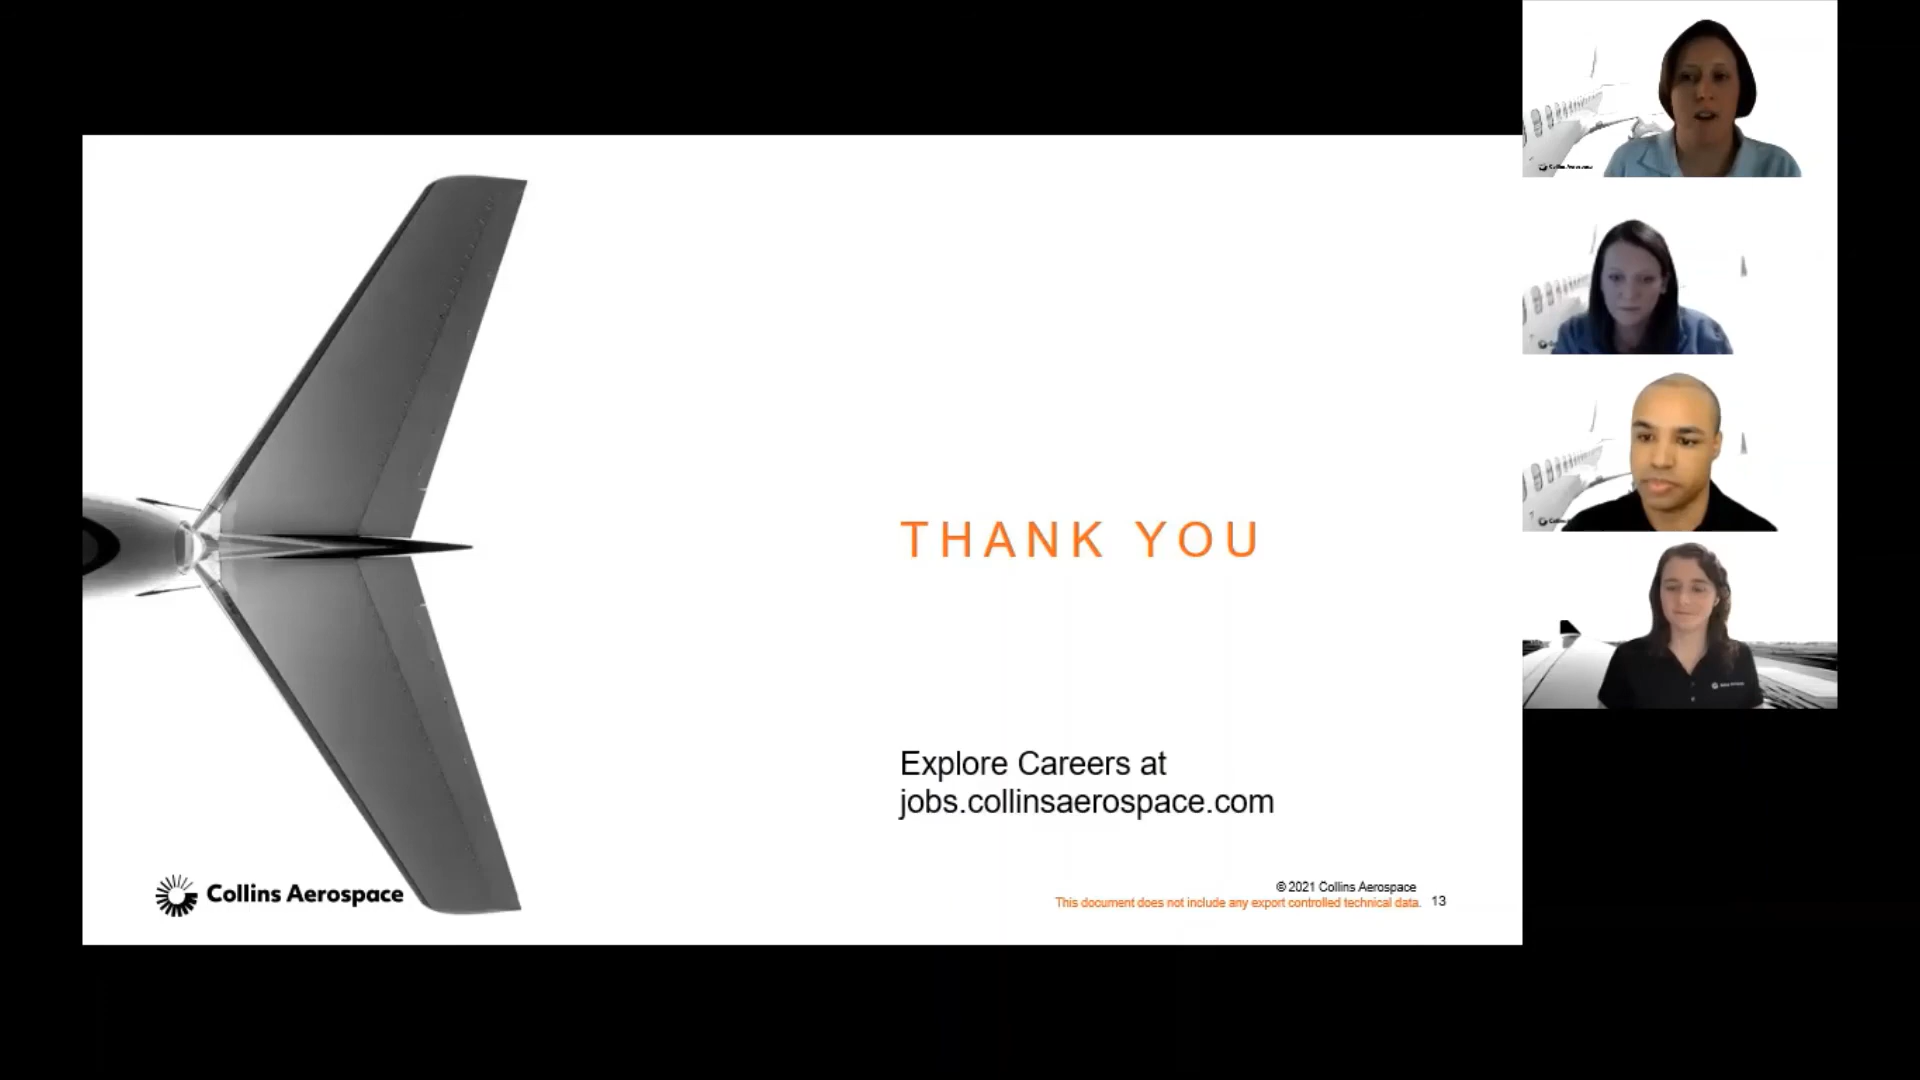 THANK YOU
Explore Careers at
jobs.collinsaerospace.com
Collins Aerospace
© 2021 Collins Aerospace
This document does not include any export controlled technical data. 13